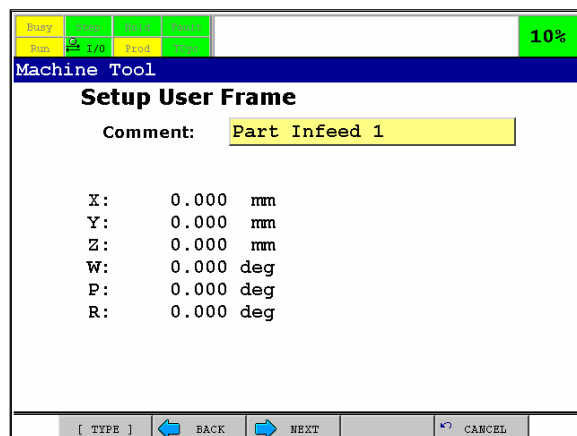 Busy Step Hold Fault
Run I/O Prod TCyc
10%
Machine Tool
Setup User Frame
Comment: Part Infeed 1
X: 0.000 mm
Y: 0.000 mm
Z: 0.000 mm
W: 0.000 deg
P: 0.000 deg
R: 0.000 deg
[ TYPE ] BACK NEXT CANCEL